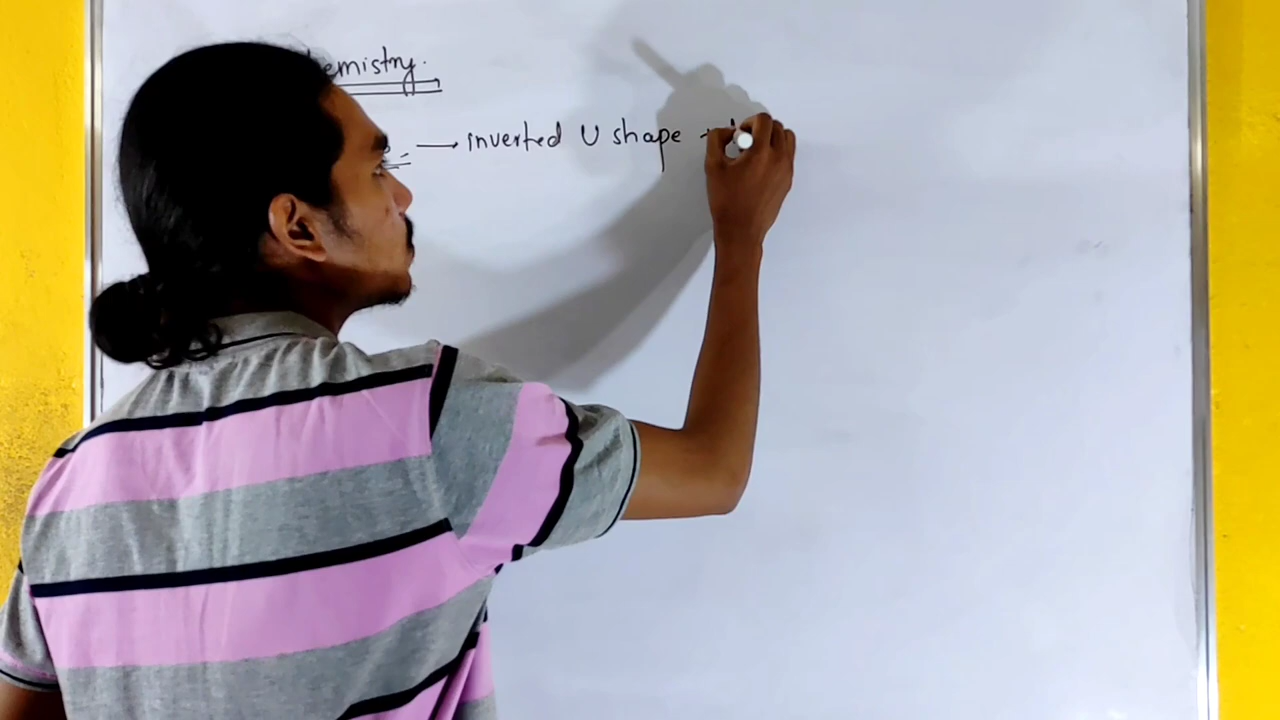 emistry.
→ inverted U shape